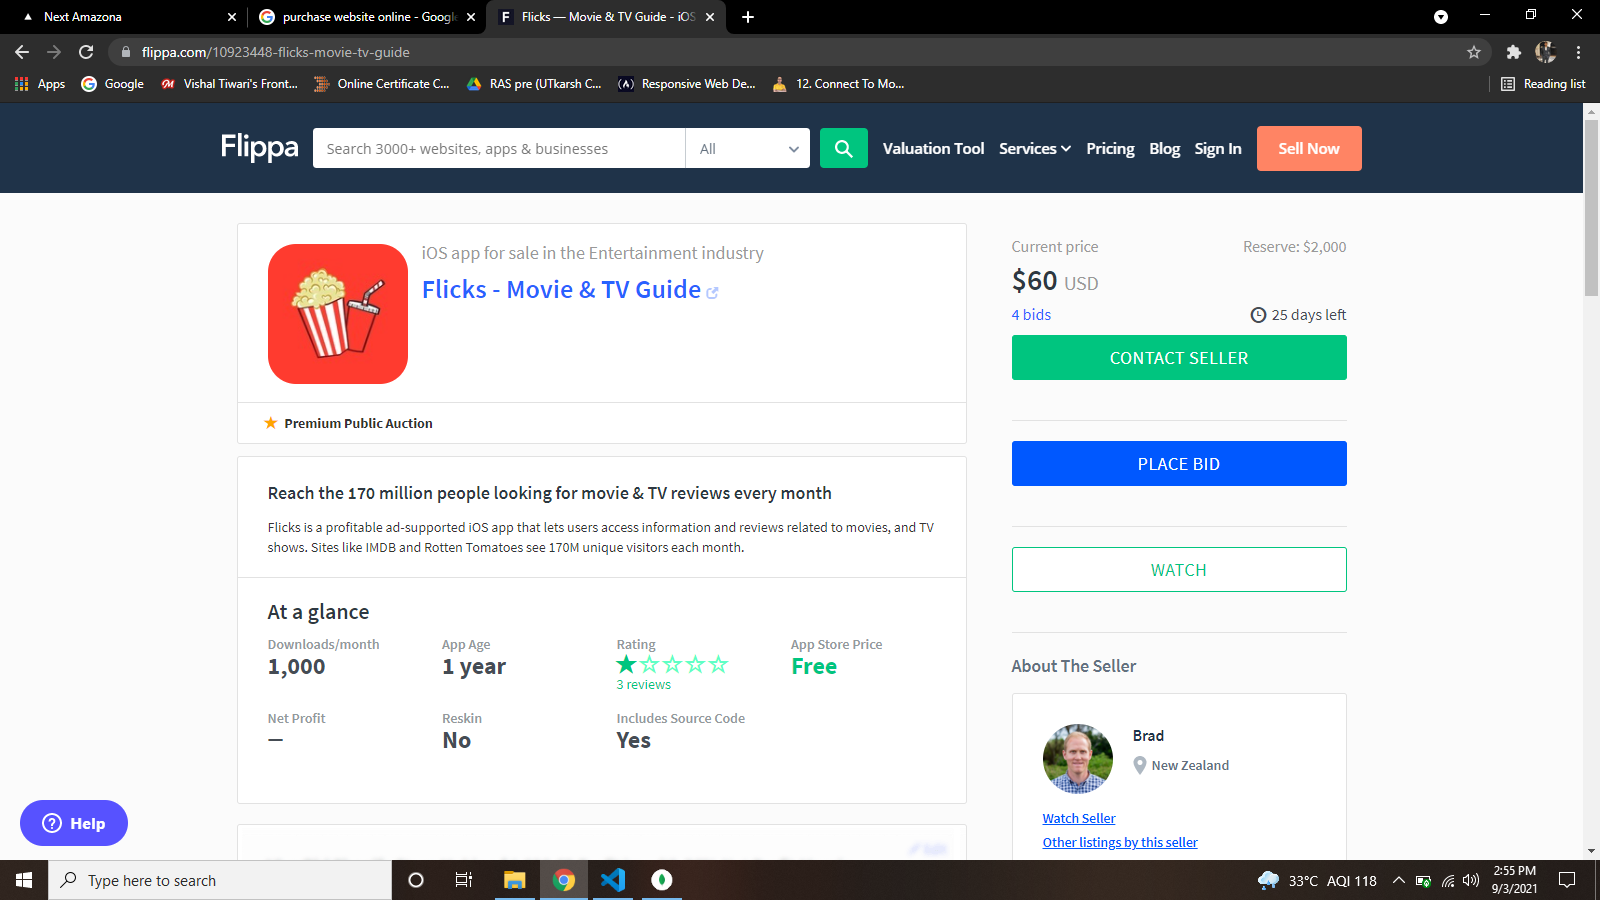 Next Amazona
purchase website online - Google
Flicks — Movie & TV Guide - iOS
flippa.com/10923448-flicks-movie-tv-guide
Apps
Google
Vishal Tiwari's Front...
Online Certificate C...
RAS pre (UTkarsh C...
Responsive Web De...
12. Connect To Mo...
Reading list
Flippa
Search 3000+ websites, apps & businesses
All
Valuation Tool
Services
Pricing
Blog
Sign In
Sell Now
iOS app for sale in the Entertainment industry
Flicks - Movie & TV Guide
Premium Public Auction
Current price
Reserve: $2,000
$60 USD
4 bids
25 days left
CONTACT SELLER
PLACE BID
WATCH
Reach the 170 million people looking for movie & TV reviews every month
Flicks is a profitable ad-supported iOS app that lets users access information and reviews related to movies, and TV
shows. Sites like IMDB and Rotten Tomatoes see 170M unique visitors each month.
At a glance
Downloads/month
1,000
App Age
1 year
Rating
3 reviews
App Store Price
Free
Net Profit
—
Reskin
No
Includes Source Code
Yes
About The Seller
Brad
New Zealand
Watch Seller
Other listings by this seller
Help
Type here to search
33°C AQI 118
2:55 PM
9/3/2021